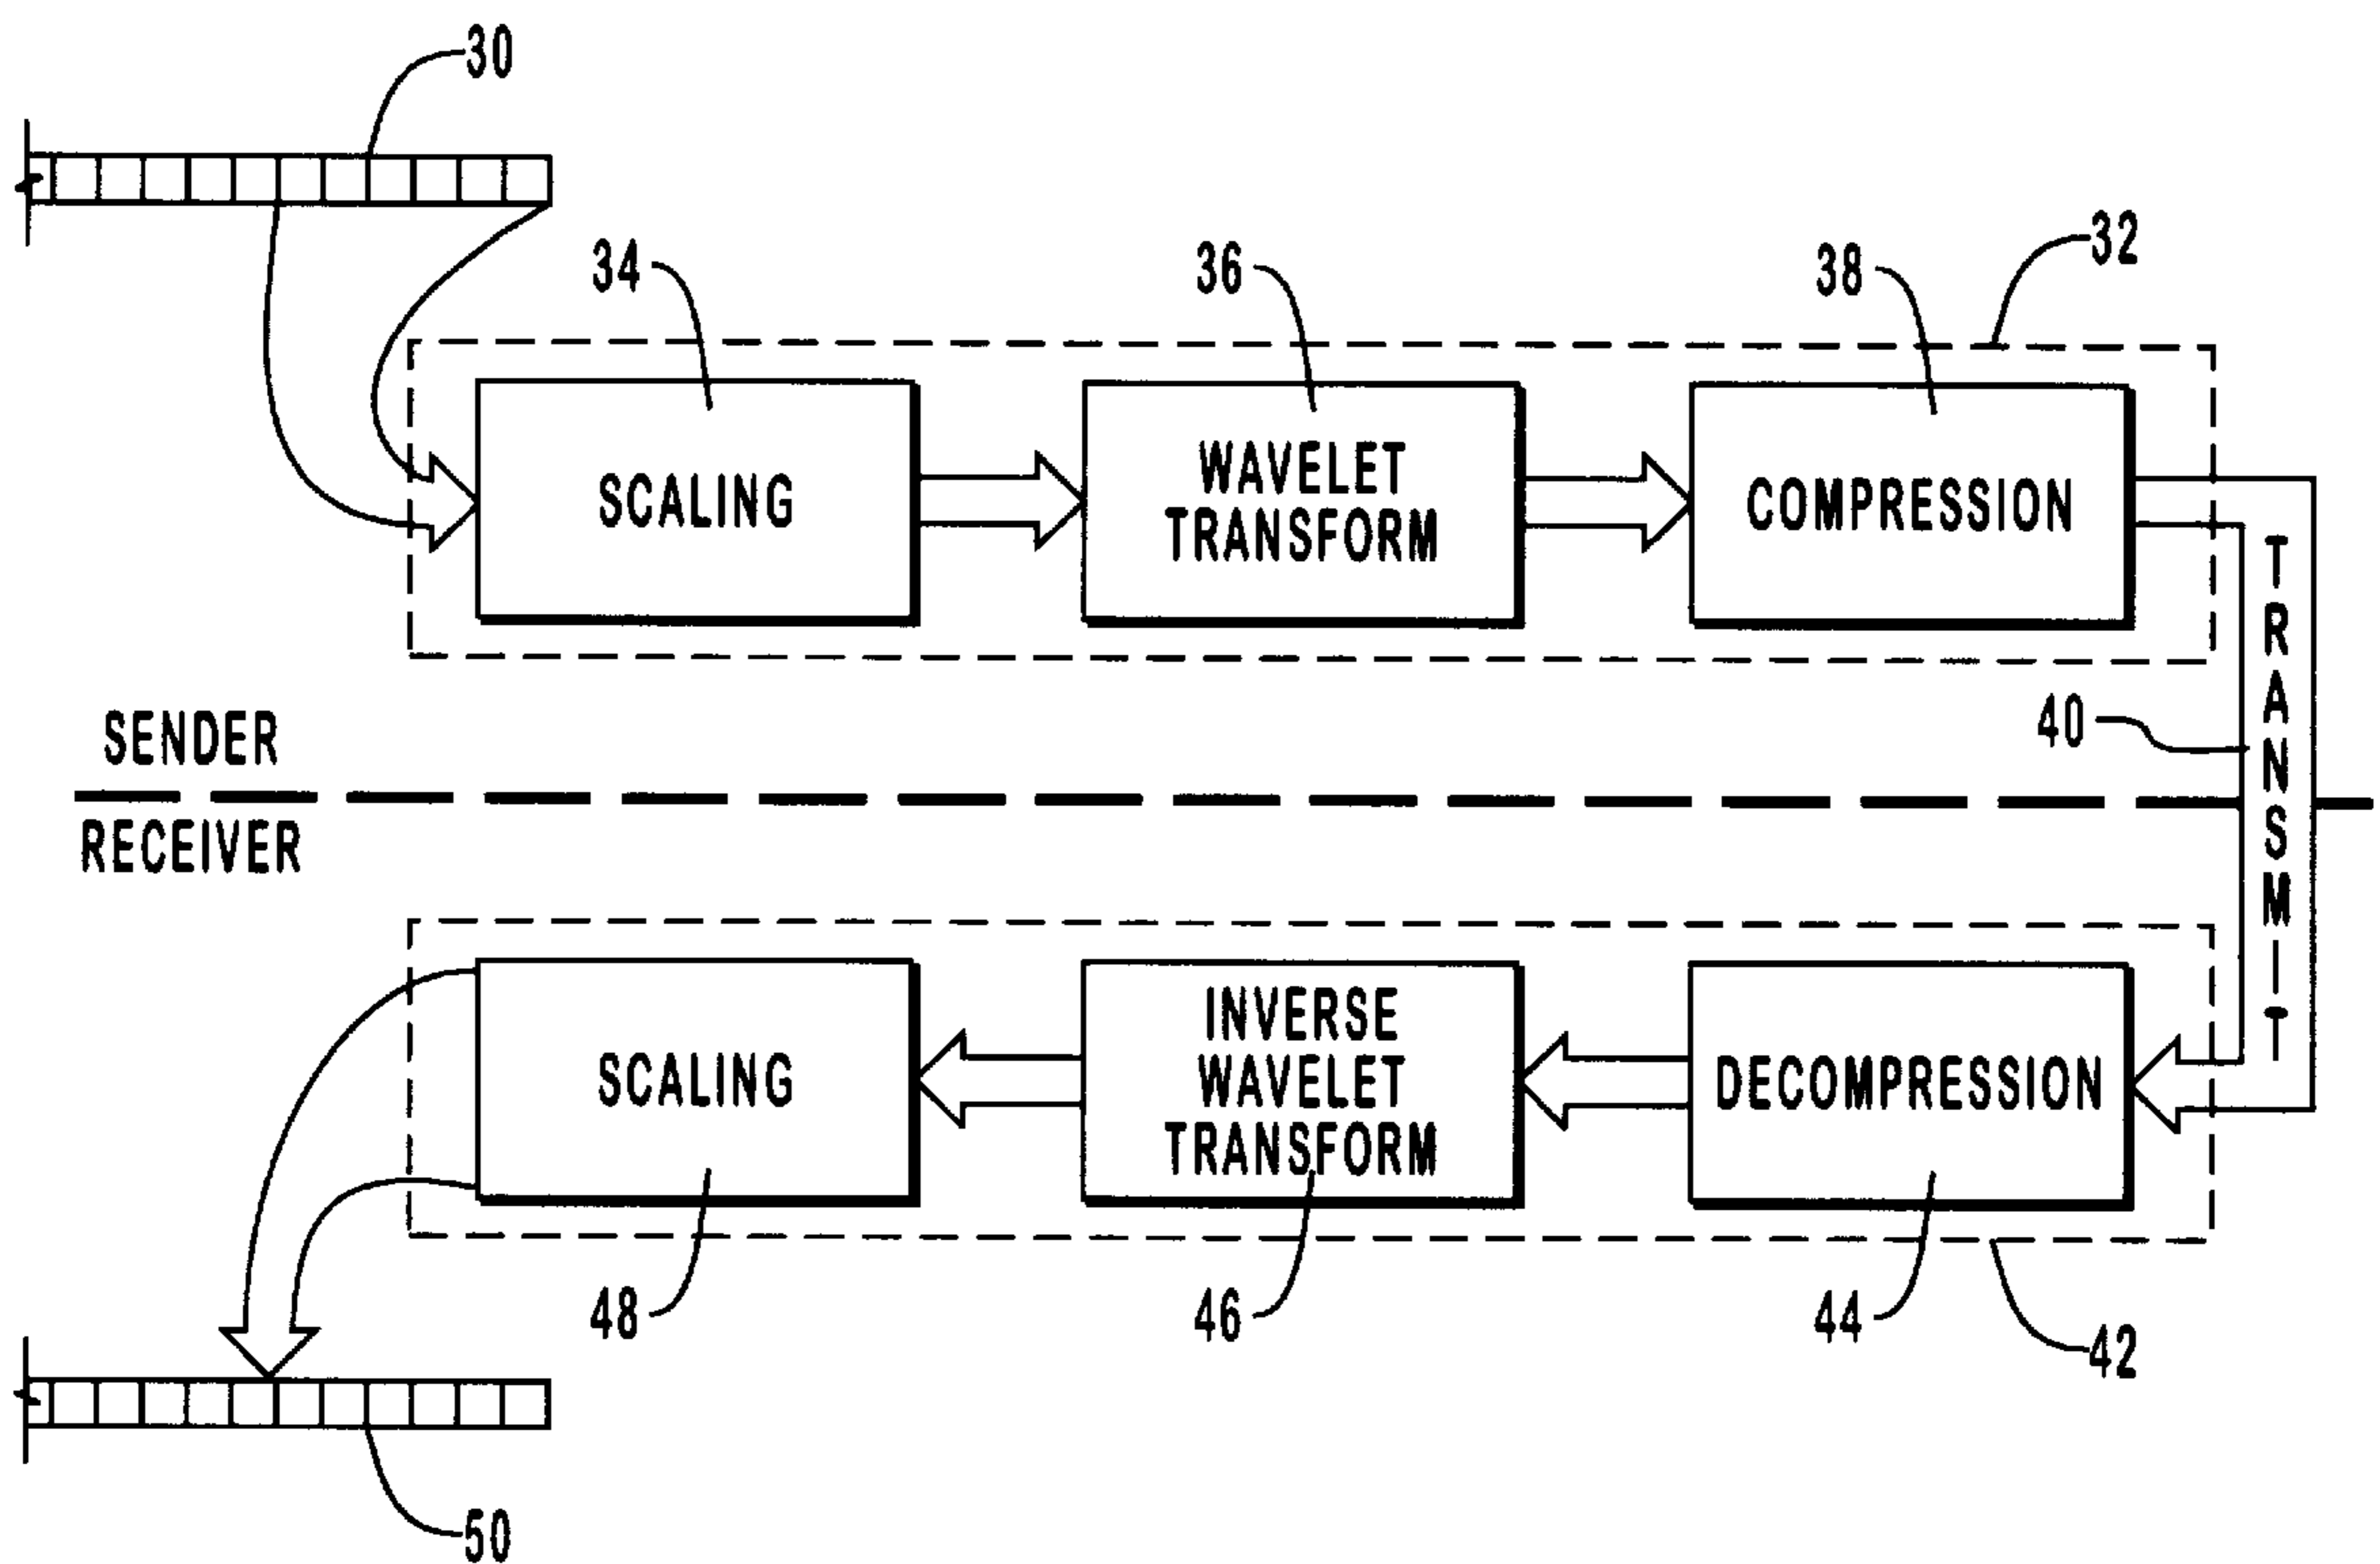 30
32
34
36
38
SCALING
WAVELET
TRANSFORM
COMPRESSION
TRANSMIT
40
SENDER
RECEIVER
SCALING
INVERSE
WAVELET
TRANSFORM
DECOMPRESSION
48
46
44
42
50